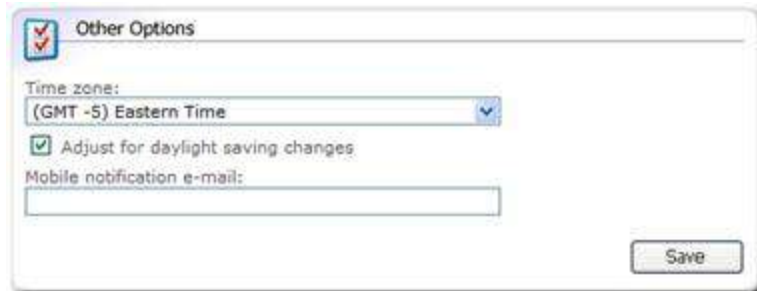 Other Options
Time zone:
(GMT -5) Eastern Time
Adjust for daylight saving changes
Mobile notification e-mail:
Save